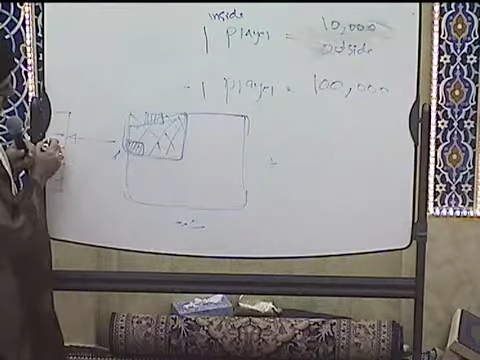 inside
1 Prayer = 10,000
outside
1 Prayer = 100,000